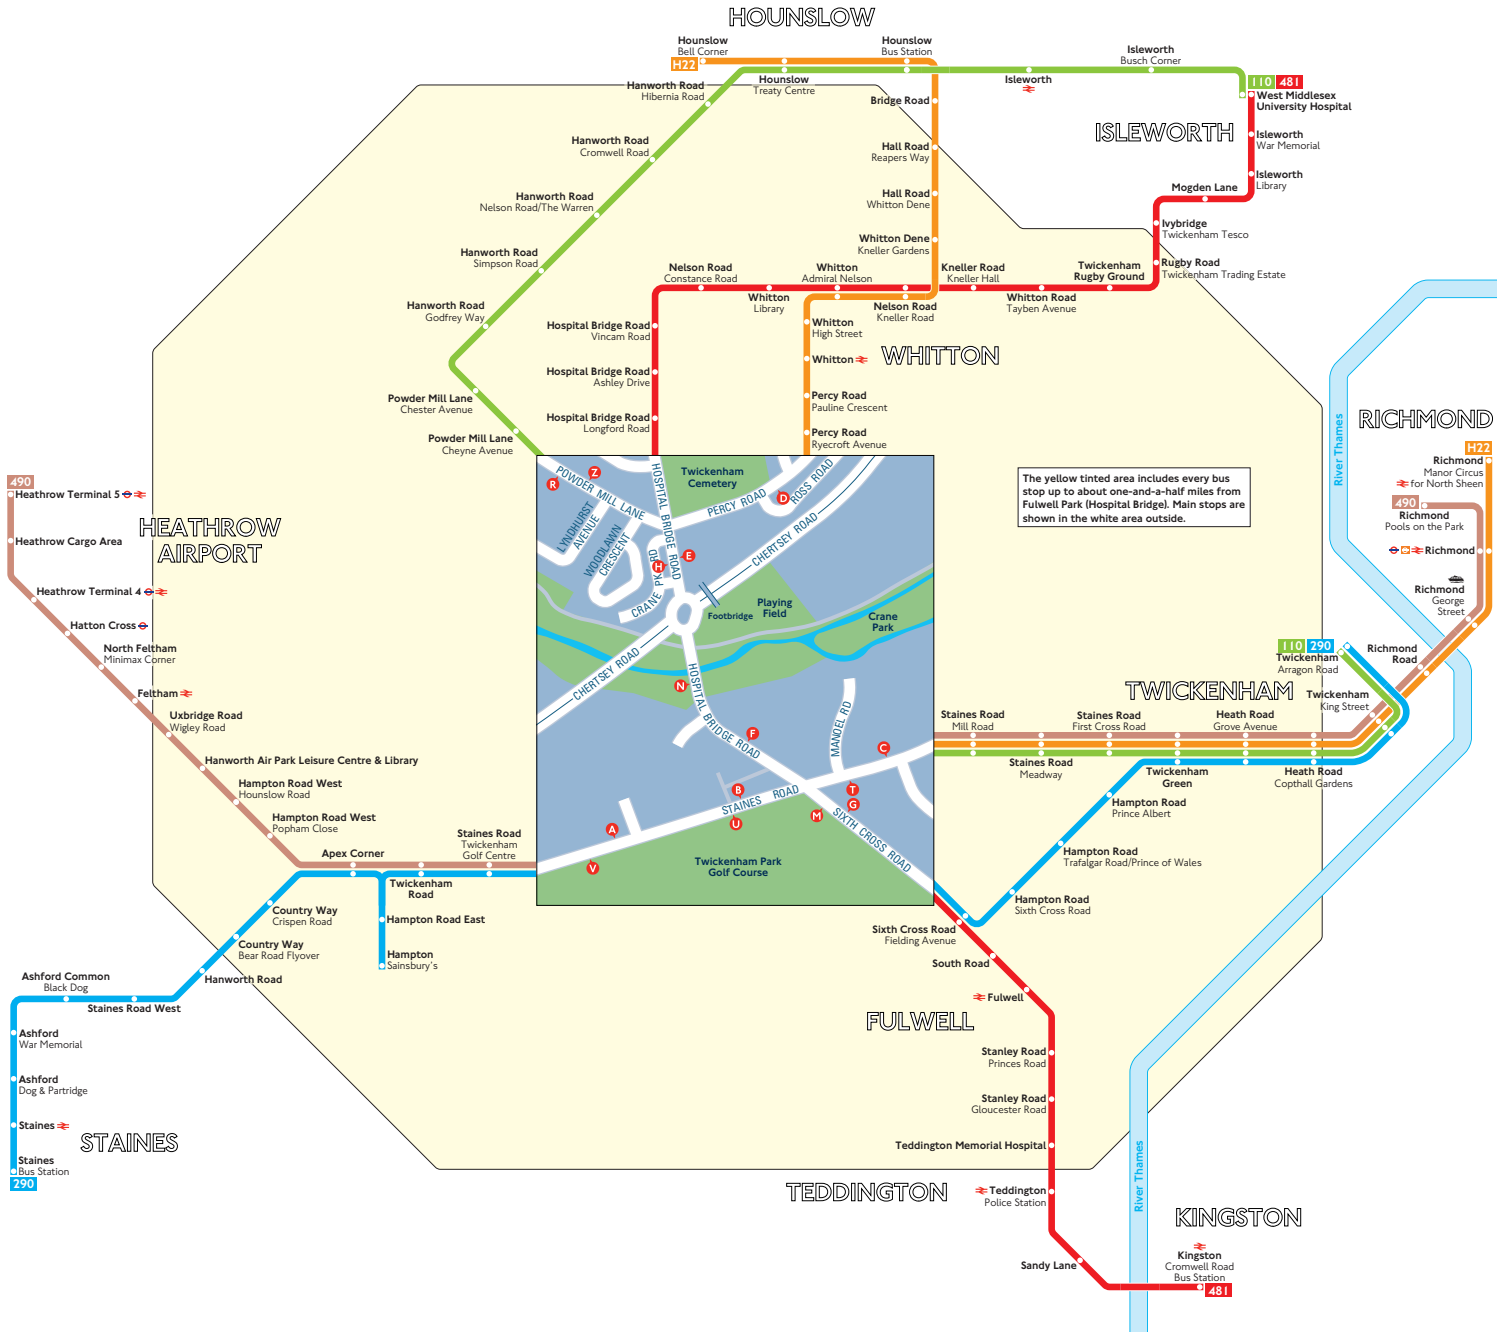 HOUNSLOW
Hounslow
Bell Corner
H22
Hounslow
Bus Station
Hounslow
Treaty Centre
Isleworth
Isleworth
Busch Corner
110 481
West Middlesex
University Hospital
ISLEWORTH
Isleworth
War Memorial
Isleworth
Library
Mogden Lane
Ivybridge
Twickenham Tesco
Rugby Road
Twickenham Trading Estate
Twickenham
Rugby Ground
Hanworth Road
Hibernia Road
Hanworth Road
Cromwell Road
Hanworth Road
Nelson Road/The Warren
Hanworth Road
Simpson Road
Hanworth Road
Godfrey Way
Powder Mill Lane
Chester Avenue
Powder Mill Lane
Cheyne Avenue
Bridge Road
Hall Road
Reapers Way
Hall Road
Whitton Dene
Whitton Dene
Kneller Gardens
Nelson Road
Constance Road
Whitton
Admiral Nelson
Kneller Road
Kneller Hall
Whitton
Library
Nelson Road
Kneller Road
Whitton Road
Tayben Avenue
Hospital Bridge Road
Vincam Road
Hospital Bridge Road
Ashley Drive
Hospital Bridge Road
Longford Road
Whitton
High Street
Whitton
WHITTON
Percy Road
Pauline Crescent
Percy Road
Ryecroft Avenue
The yellow tinted area includes every bus
stop up to about one-and-a-half miles from
Fulwell Park (Hospital Bridge). Main stops are
shown in the white area outside.
River Thames
RICHMOND
H22
Richmond
Manor Circus
for North Sheen
490
Richmond
Pools on the Park
Richmond
Richmond
George
Street
Richmond
Road
110 290
Twickenham
Arragon Road
TWICKENHAM
Twickenham
King Street
490
Heathrow Terminal 5
HEATHROW
AIRPORT
Heathrow Cargo Area
Heathrow Terminal 4
Hatton Cross
North Feltham
Minimax Corner
Feltham
Uxbridge Road
Wigley Road
Hanworth Air Park Leisure Centre & Library
Hampton Road West
Hounslow Road
Hampton Road West
Popham Close
Apex Corner
Staines Road
Twickenham
Golf Centre
Twickenham
Road
Hampton Road East
Hampton
Sainsbury's
Country Way
Crispen Road
Country Way
Bear Road Flyover
Hanworth Road
Ashford Common
Black Dog
Staines Road West
Ashford
War Memorial
Ashford
Dog & Partridge
Staines
STAINES
Staines
Bus Station
290
POWDER MILL LANE
HOSPITAL BRIDGE ROAD
Twickenham
Cemetery
PERCY ROAD
ROSS ROAD
CHERTSEY ROAD
LYNDHURST
AVENUE
WOODLAWN
CRESCENT
CRANE PK RD
Footbridge
Playing
Field
Crane
Park
CHERTSEY ROAD
HOSPITAL BRIDGE ROAD
MANOEL RD
STAINES ROAD
SIXTH CROSS ROAD
Twickenham Park
Golf Course
R
Z
D
E
H
N
F
C
B
T
G
A
U
M
V
Staines Road
Mill Road
Staines Road
First Cross Road
Heath Road
Grove Avenue
Staines Road
Meadway
Twickenham
Green
Heath Road
Copthall Gardens
Hampton Road
Prince Albert
Hampton Road
Trafalgar Road/Prince of Wales
Hampton Road
Sixth Cross Road
Sixth Cross Road
Fielding Avenue
South Road
Fulwell
FULWELL
Stanley Road
Princes Road
Stanley Road
Gloucester Road
Teddington Memorial Hospital
TEDDINGTON
Teddington
Police Station
River Thames
Sandy Lane
KINGSTON
Kingston
Cromwell Road
Bus Station
481